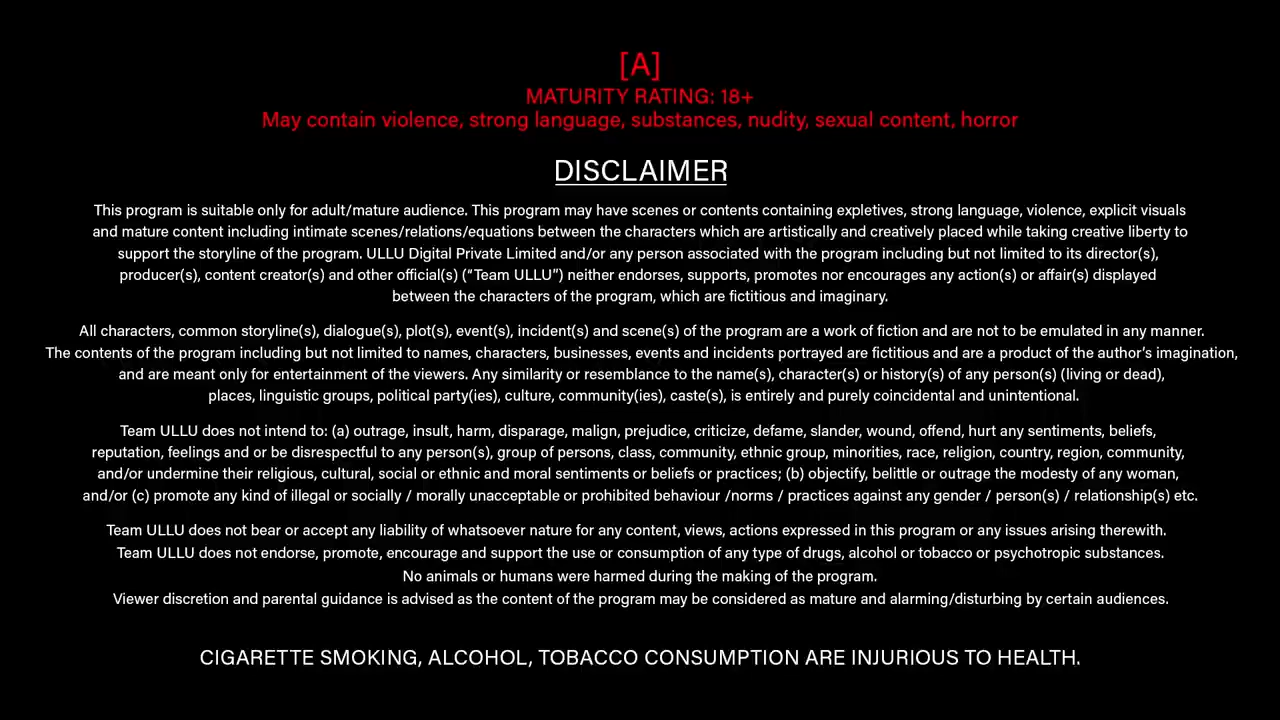 [A]
MATURITY RATING: 18+
May contain violence, strong language, substances, nudity, sexual content, horror
DISCLAIMER
This program is suitable only for adult/mature audience. This program may have scenes or contents containing expletives, strong language, violence, explicit visuals
and mature content including intimate scenes/relations/equations between the characters which are artistically and creatively placed while taking creative liberty to
support the storyline of the program. ULLU Digital Private Limited and/or any person associated with the program including but not limited to its director(s),
producer(s), content creator(s) and other official(s) (“Team ULLU”) neither endorses, supports, promotes nor encourages any action(s) or affair(s) displayed
between the characters of the program, which are fictitious and imaginary.
All characters, common storyline(s), dialogue(s), plot(s), event(s), incident(s) and scene(s) of the program are a work of fiction and are not to be emulated in any manner.
The contents of the program including but not limited to names, characters, businesses, events and incidents portrayed are fictitious and are a product of the author’s imagination,
and are meant only for entertainment of the viewers. Any similarity or resemblance to the name(s), character(s) or history(s) of any person(s) (living or dead),
places, linguistic groups, political party(ies), culture, community(ies), caste(s), is entirely and purely coincidental and unintentional.
Team ULLU does not intend to: (a) outrage, insult, harm, disparage, malign, prejudice, criticize, defame, slander, wound, offend, hurt any sentiments, beliefs,
reputation, feelings and or be disrespectful to any person(s), group of persons, class, community, ethnic group, minorities, race, religion, country, region, community,
and/or undermine their religious, cultural, social or ethnic and moral sentiments or beliefs or practices; (b) objectify, belittle or outrage the modesty of any woman,
and/or (c) promote any kind of illegal or socially / morally unacceptable or prohibited behaviour /norms / practices against any gender / person(s) / relationship(s) etc.
Team ULLU does not bear or accept any liability of whatsoever nature for any content, views, actions expressed in this program or any issues arising therewith.
Team ULLU does not endorse, promote, encourage and support the use or consumption of any type of drugs, alcohol or tobacco or psychotropic substances.
No animals or humans were harmed during the making of the program.
Viewer discretion and parental guidance is advised as the content of the program may be considered as mature and alarming/disturbing by certain audiences.
CIGARETTE SMOKING, ALCOHOL, TOBACCO CONSUMPTION ARE INJURIOUS TO HEALTH.